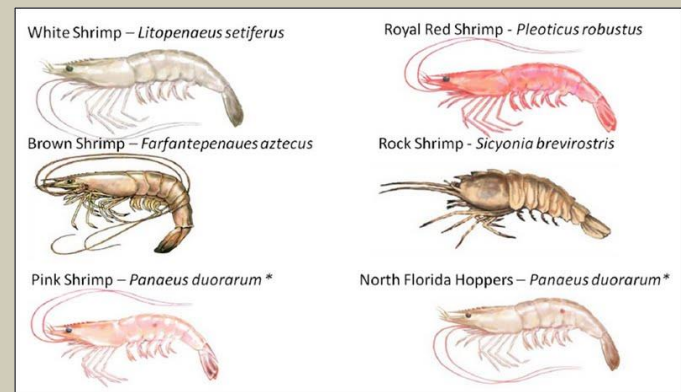 White Shrimp – Litopenaeus setiferus
Royal Red Shrimp - Pleoticus robustus
Brown Shrimp – Farfantepenaues aztecus
Rock Shrimp - Sicyonia brevirostris
Pink Shrimp – Panaeus duorarum *
North Florida Hoppers – Panaeus duorarum*